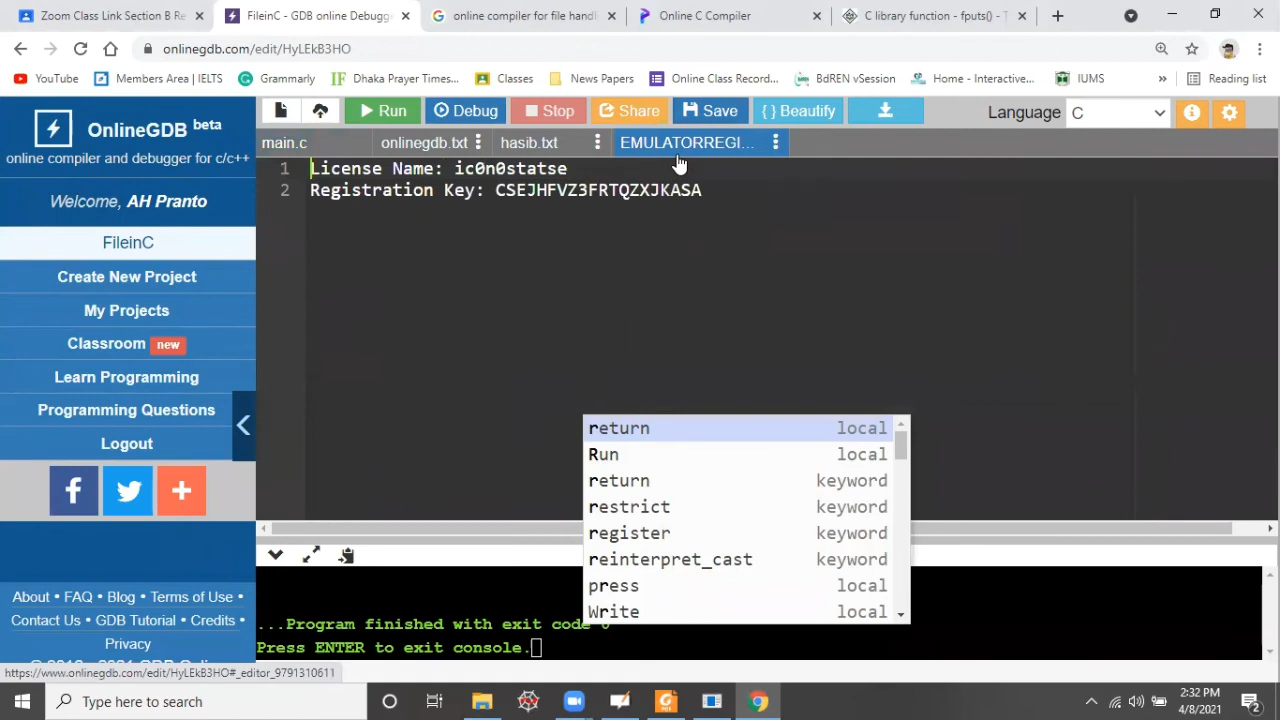 Zoom Class Link Section B Re
FileinC - GDB online Debugge
online compiler for file handl
Online C Compiler
C library function - fputs() - T
onlinegdb.com/edit/HyLEkB3HO
YouTube
Members Area | IELTS
Grammarly
Dhaka Prayer Times...
Classes
News Papers
Online Class Record...
BdREN vSession
Home - Interactive...
IUMS
»
Reading list
OnlineGDB beta
online compiler and debugger for c/c++
Welcome, AH Pranto
FileinC
Create New Project
My Projects
Classroom new
Learn Programming
Programming Questions
Logout
About • FAQ • Blog • Terms of Use •
Contact Us • GDB Tutorial • Credits •
Privacy
Run
Debug
Stop
Share
Save
{ } Beautify
Language C
main.c
onlinegdb.txt
hasib.txt
EMULATORREGI...
1 License Name: ic0n0statse
2 Registration Key: CSEJHFVZ3FRTQZXJKASA
return local
Run local
return keyword
restrict keyword
register keyword
reinterpret_cast keyword
press local
Write local
...Program finished with exit code 0
Press ENTER to exit console.
https://www.onlinegdb.com/edit/HyLEkB3HO#_editor_9791310611
Type here to search
2:32 PM
4/8/2021
2